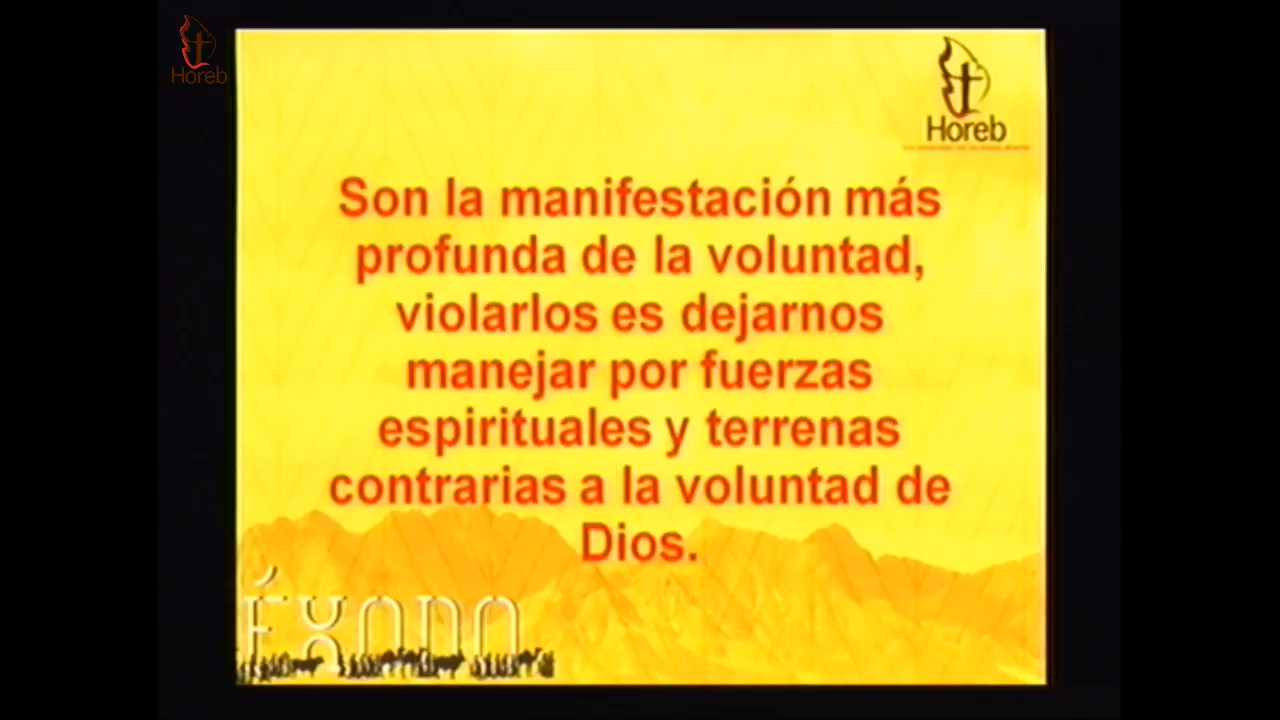 Horeb
Horeb
Son la manifestación más
profunda de la voluntad,
violarlos es dejarnos
manejar por fuerzas
espirituales y terrenas
contrarias a la voluntad de
Dios.
ÉXODO